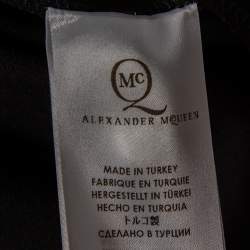 McQ
ALEXANDER MCQUEEN
MADE IN TURKEY
FABRIQUE EN TURQUIE
HERGESTELLT IN TÜRKEI
HECHO EN TURQUIA
トルコ製
СДЕЛАНО В ТУРЦИИ